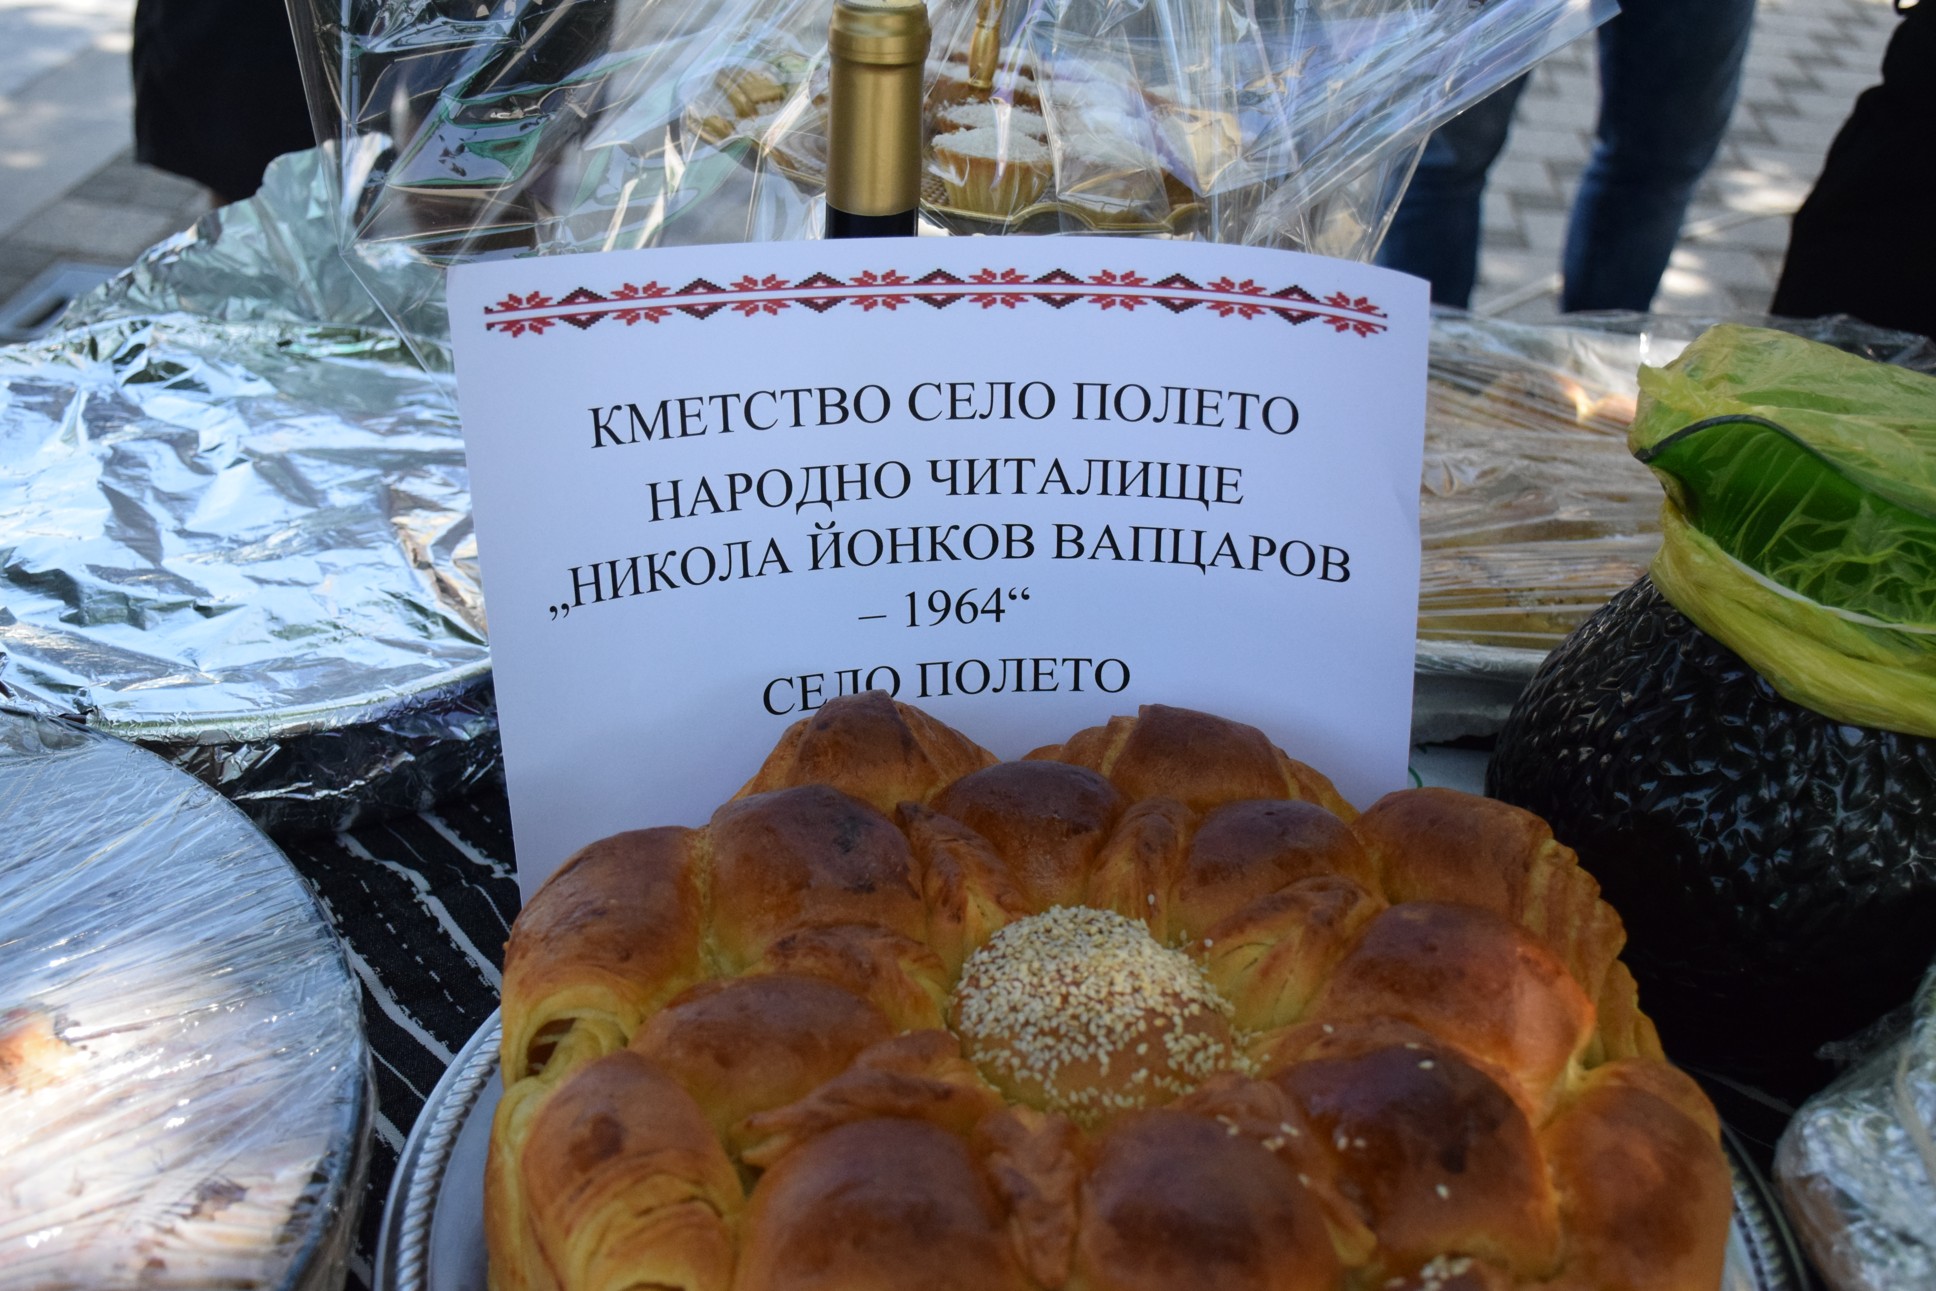 КМЕТСТВО СЕЛО ПОЛЕТО
НАРОДНО ЧИТАЛИЩЕ
„НИКОЛА ЙОНКОВ ВАПЦАРОВ
– 1964“
СЕЛО ПОЛЕТО